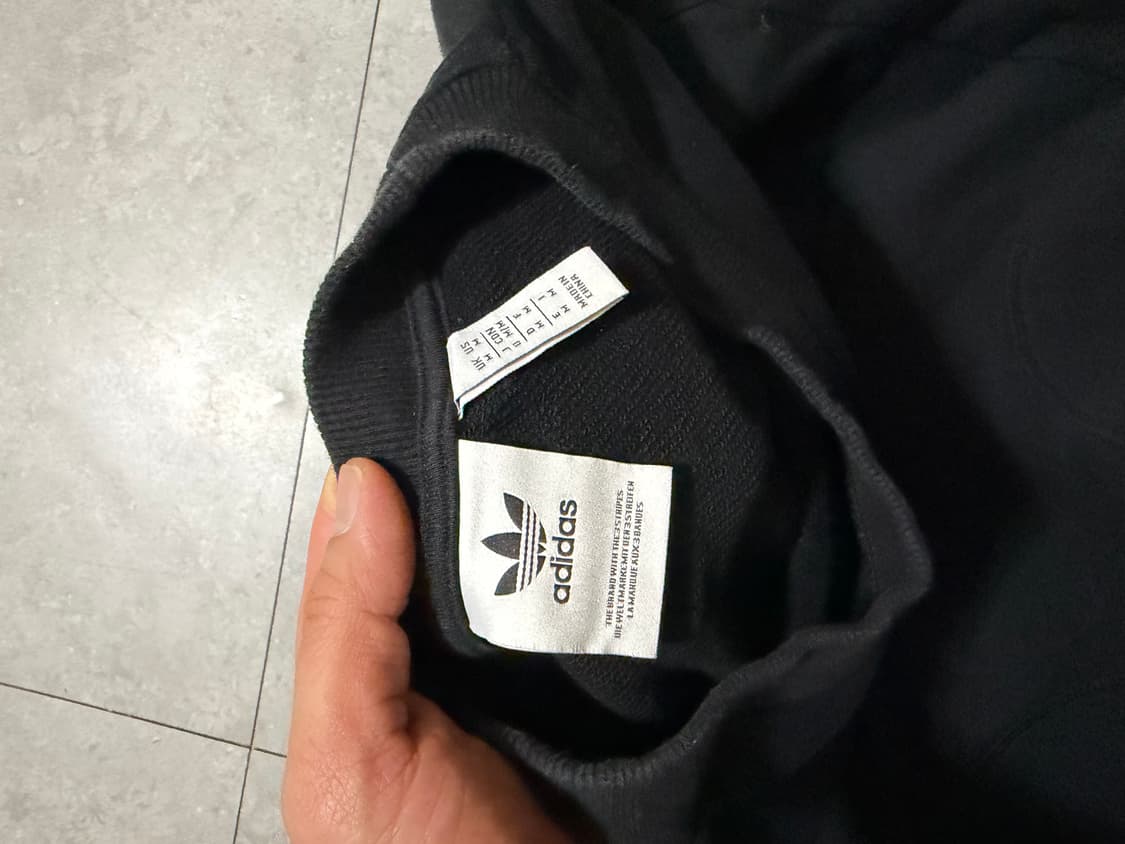 UK US
M M
J CDN
O M/M
D F
M M
E I
M M
MADE IN
CHINA
adidas
THE BRAND WITH THE 3 STRIPES
DIE WELTMARKE MIT DEN 3 STREIFEN
LA MARQUE AUX 3 BANDES